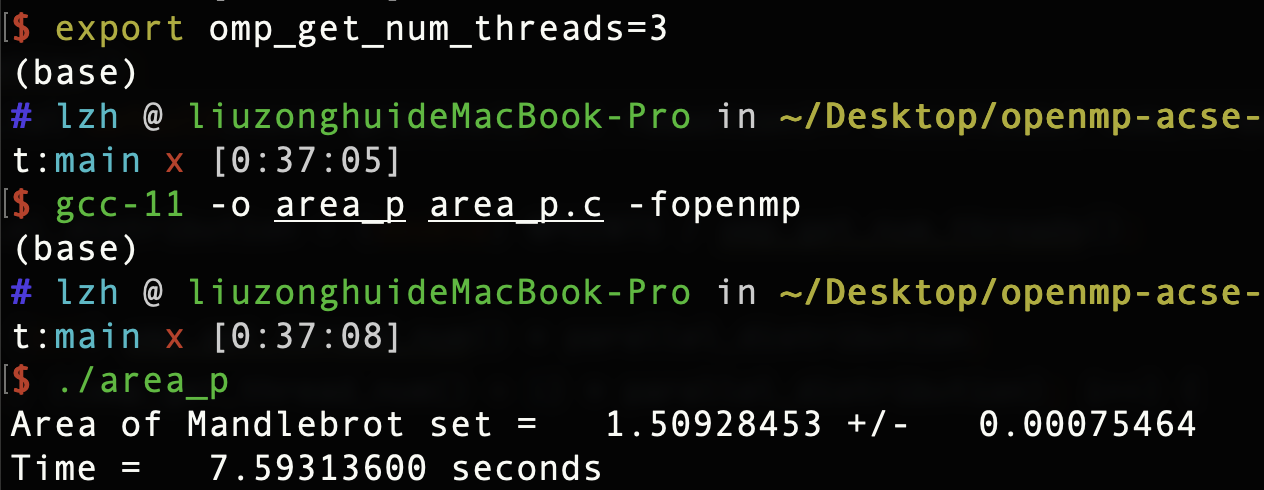 [$ export omp_get_num_threads=3
(base)
# lzh @ liuzonghuideMacBook-Pro in ~/Desktop/openmp-acse-
t:main x [0:37:05]
[$ gcc-11 -o area_p area_p.c -fopenmp
(base)
# lzh @ liuzonghuideMacBook-Pro in ~/Desktop/openmp-acse-
t:main x [0:37:08]
[$ ./area_p
Area of Mandlebrot set =   1.50928453 +/-   0.00075464
Time =   7.59313600 seconds